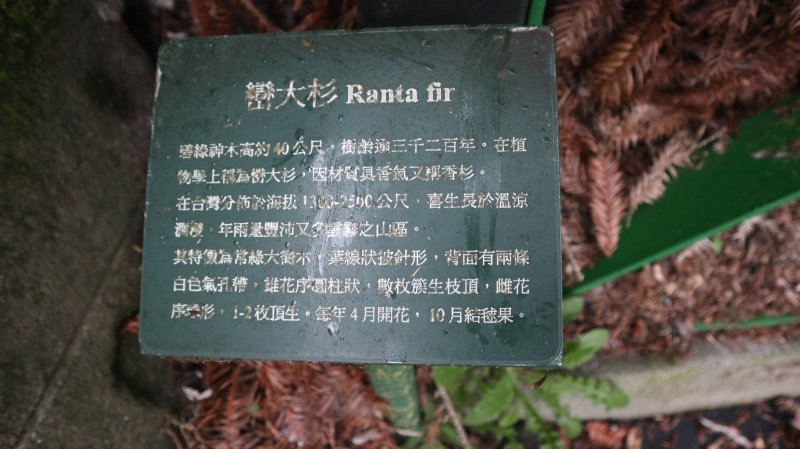 巒大杉 Ranta fir
碧綠神木高約40公尺，樹齡逾三千二百年。在植
物學上稱為巒大杉，因材質具香氣又稱香杉。
在台灣分佈於海拔1300-2500公尺，喜生長於溫涼
濕潤，年雨量豐沛又多雲霧之山區。
其特徵為常綠大喬木，葉線狀披針形，背面有兩條
白色氣孔帶，雄花序圓柱狀，數枚簇生枝頂，雌花
序球形，1-2枚頂生。每年4月開花，10月結毬果。